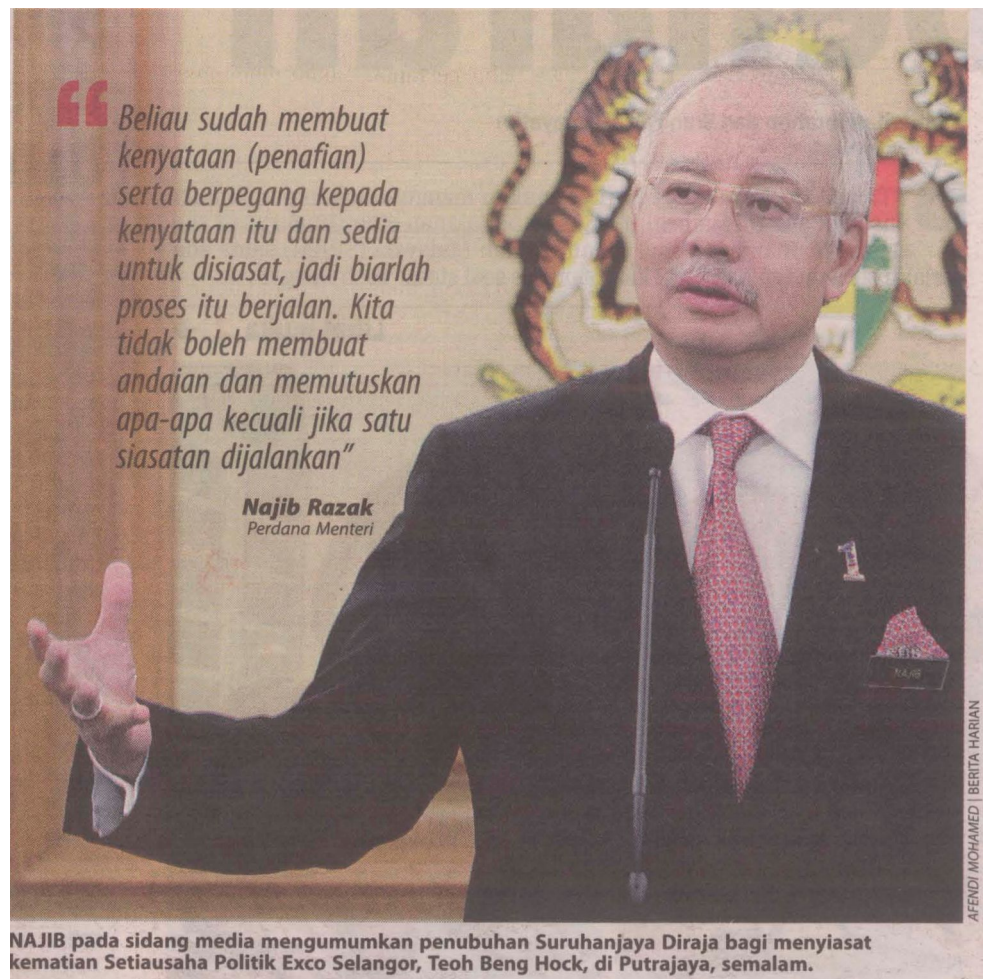 “
Beliau sudah membuat
kenyataan (penafian)
serta berpegang kepada
kenyataan itu dan sedia
untuk disiasat, jadi biarlah
proses itu berjalan. Kita
tidak boleh membuat
andaian dan memutuskan
apa-apa kecuali jika satu
siasatan dijalankan”
Najib Razak
Perdana Menteri
1
NAJIB
AFENDI MOHAMED | BERITA HARIAN
NAJIB pada sidang media mengumumkan penubuhan Suruhanjaya Diraja bagi menyiasat
kematian Setiausaha Politik Exco Selangor, Teoh Beng Hock, di Putrajaya, semalam.